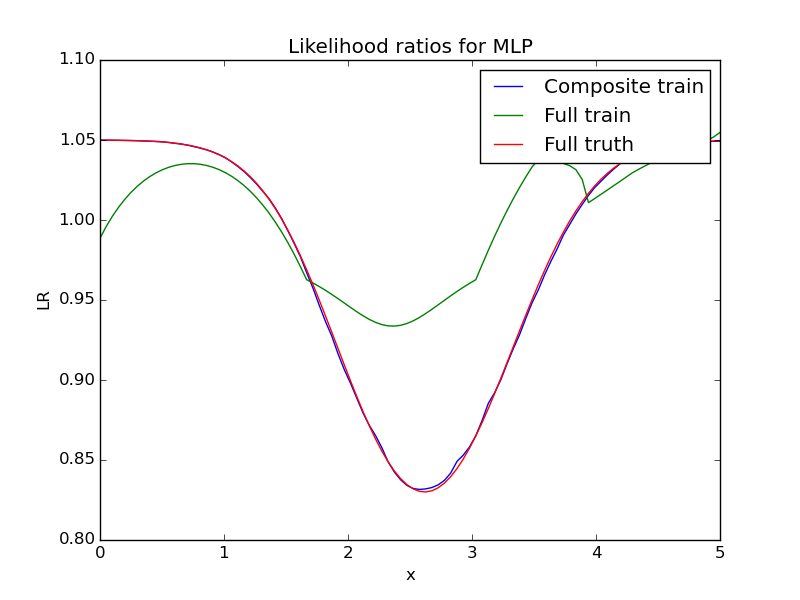 Likelihood ratios for MLP
1.10
1.05
1.00
0.95
0.90
0.85
0.80
LR
Composite train
Full train
Full truth
0 1 2 3 4 5
x